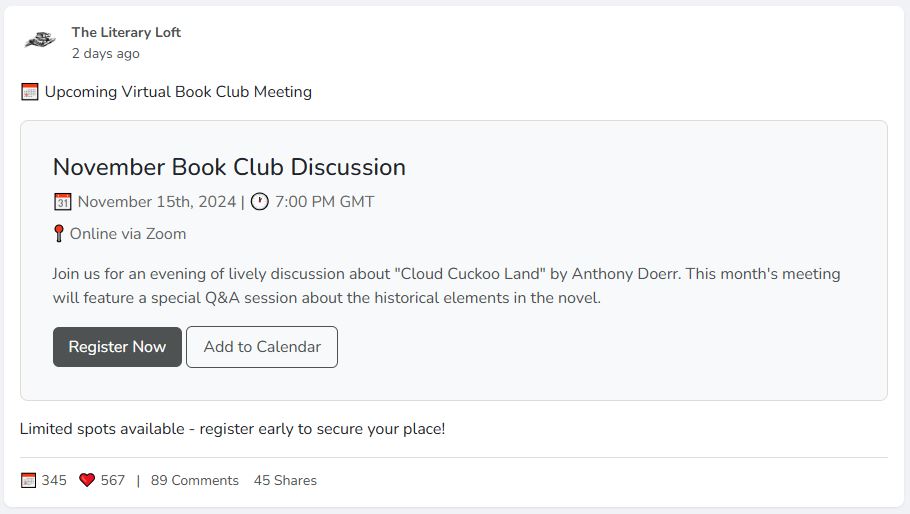 The Literary Loft
2 days ago
📅 Upcoming Virtual Book Club Meeting
November Book Club Discussion
📅 November 15th, 2024 | 🕐 7:00 PM GMT
📍 Online via Zoom
Join us for an evening of lively discussion about "Cloud Cuckoo Land" by Anthony Doerr. This month's meeting
will feature a special Q&A session about the historical elements in the novel.
Register Now Add to Calendar
Limited spots available - register early to secure your place!
📅 345 ❤️ 567 | 89 Comments 45 Shares